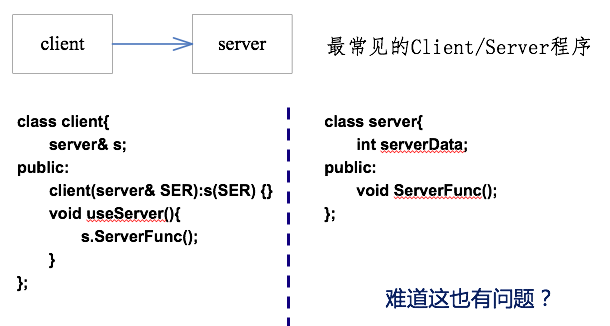 client
server
最常见的Client/Server程序
class client{
server& s;
public:
client(server& SER):s(SER) {}
void useServer(){
s.ServerFunc();
}
};
class server{
int serverData;
public:
void ServerFunc();
};
难道这也有问题？